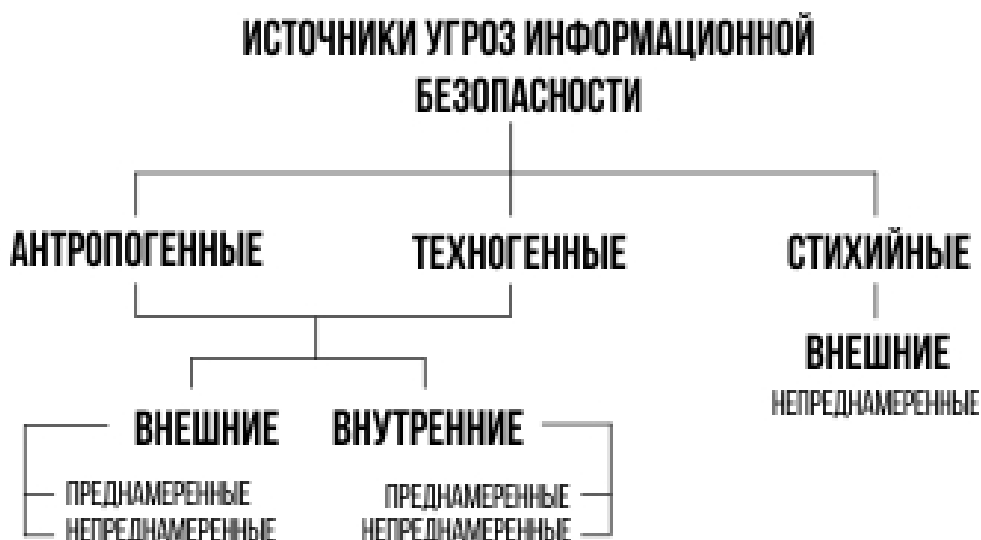 ИСТОЧНИКИ УГРОЗ ИНФОРМАЦИОННОЙ
БЕЗОПАСНОСТИ
АНТРОПОГЕННЫЕ
ТЕХНОГЕННЫЕ
СТИХИЙНЫЕ
ВНЕШНИЕ
НЕПРЕДНАМЕРЕННЫЕ
ВНЕШНИЕ
ВНУТРЕННИЕ
ПРЕДНАМЕРЕННЫЕ
ПРЕДНАМЕРЕННЫЕ
НЕПРЕДНАМЕРЕННЫЕ
НЕПРЕДНАМЕРЕННЫЕ